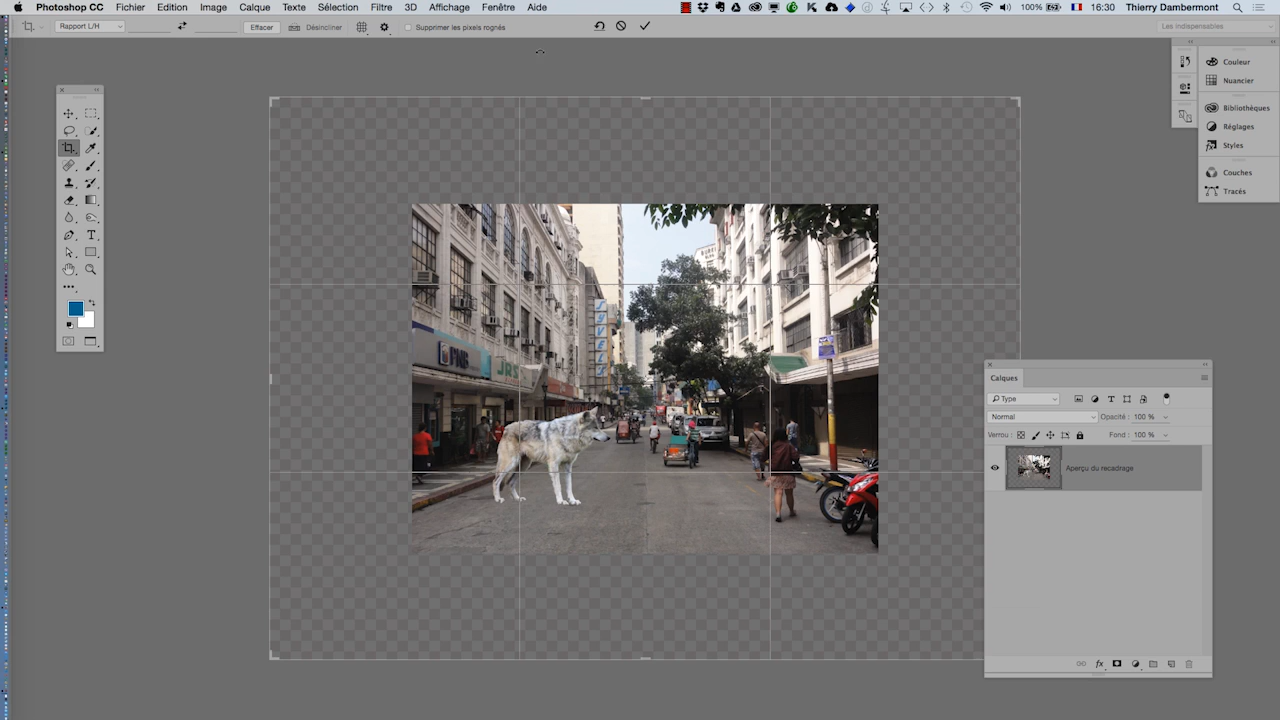 Photoshop CC Fichier Edition Image Calque Texte Sélection Filtre 3D Affichage Fenêtre Aide 100% 16:30 Thierry Dambermont
Rapport L/H Effacer Désincliner Supprimer les pixels rognés Les indispensables
Couleur
Nuancier
Bibliothèques
Réglages
Styles
Couches
Tracés
PNB
JRS
Calques
Type
Normal Opacité : 100 %
Verrou : Fond : 100 %
Aperçu du recadrage